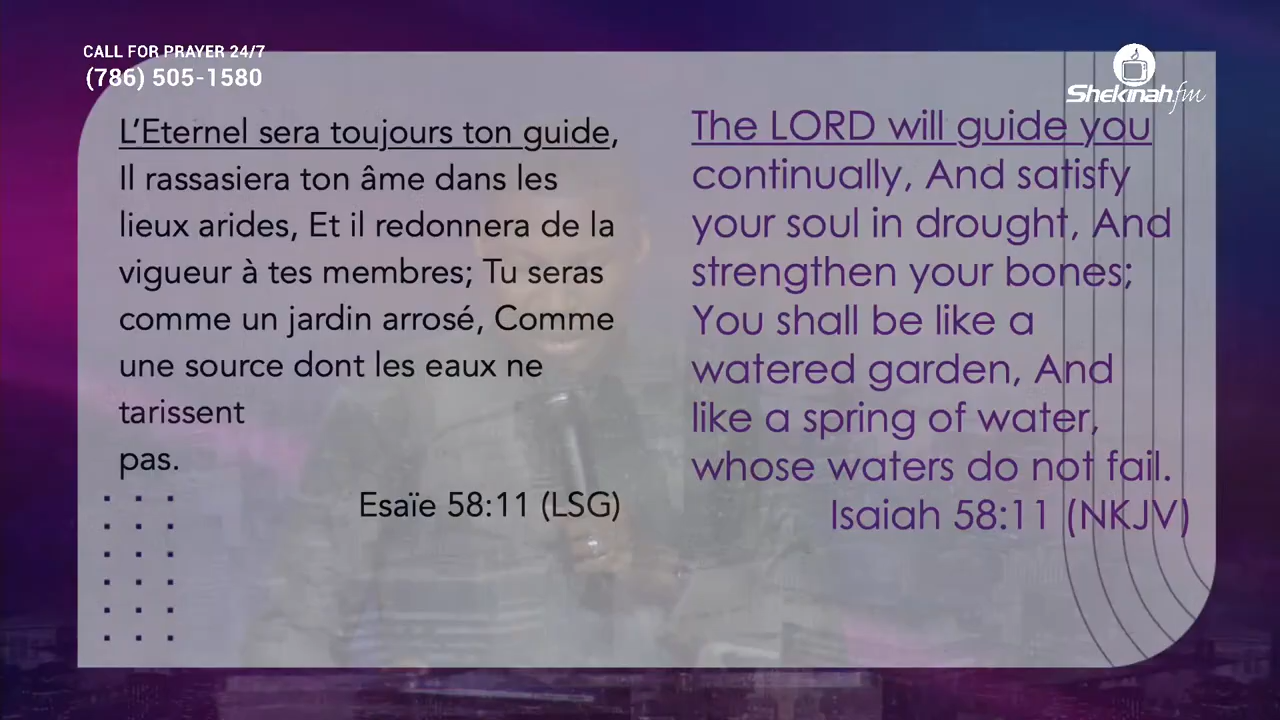 CALL FOR PRAYER 24/7
(786) 505-1580
Shekinah.fm
L’Eternel sera toujours ton guide,
Il rassasiera ton âme dans les
lieux arides, Et il redonnera de la
vigueur à tes membres; Tu seras
comme un jardin arrosé, Comme
une source dont les eaux ne
tarissent
pas.
Esaïe 58:11 (LSG)
The LORD will guide you
continually, And satisfy
your soul in drought, And
strengthen your bones;
You shall be like a
watered garden, And
like a spring of water,
whose waters do not fail.
Isaiah 58:11 (NKJV)